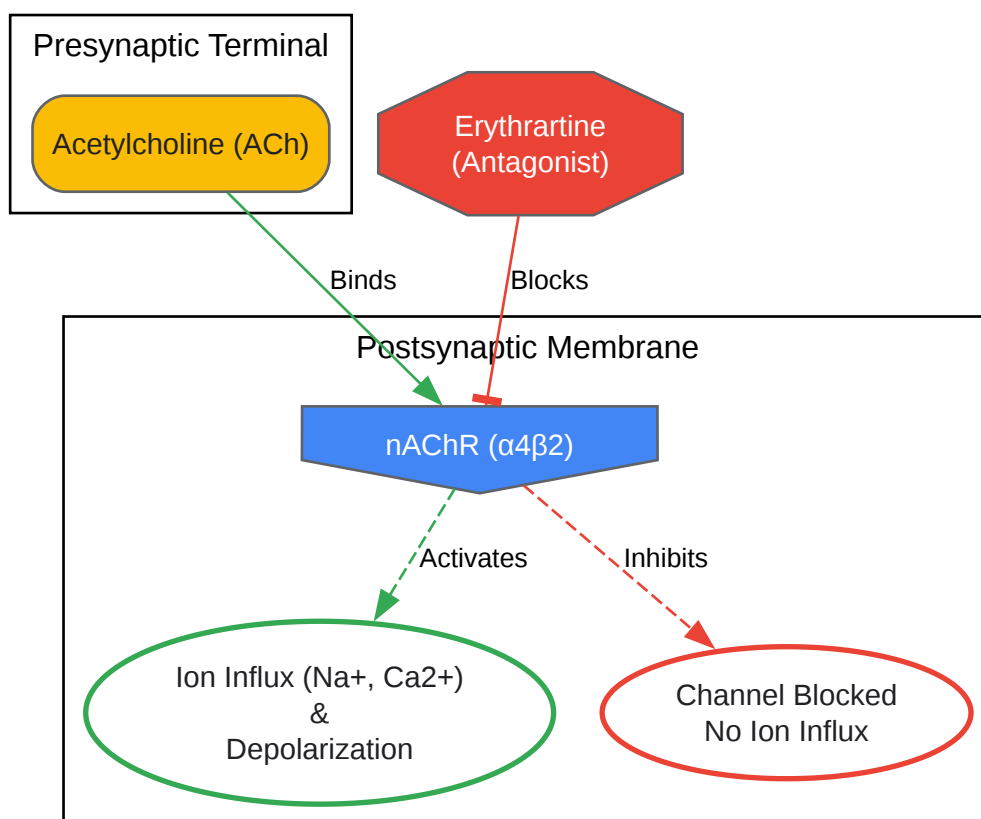 Presynaptic Terminal
Acetylcholine (ACh)
Erythrartine
(Antagonist)
Binds
Blocks
Postsynaptic Membrane
nAChR (α4β2)
Activates
Inhibits
Ion Influx (Na+, Ca2+)
&
Depolarization
Channel Blocked
No Ion Influx